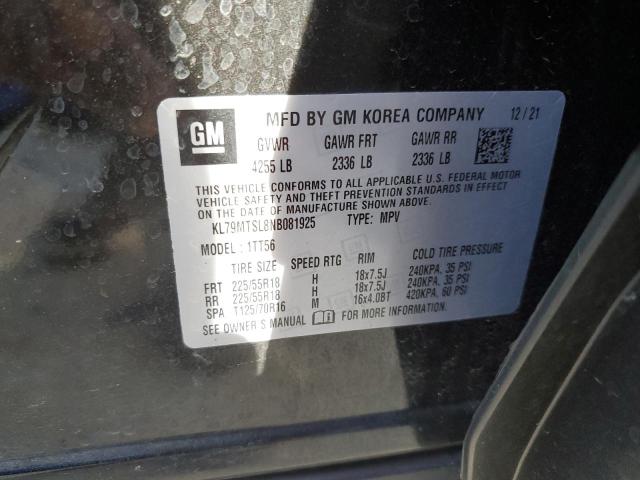 GM
MFD BY GM KOREA COMPANY 12/21
GVWR GAWR FRT GAWR RR
4255 LB 2336 LB 2336 LB
THIS VEHICLE CONFORMS TO ALL APPLICABLE U.S. FEDERAL MOTOR
VEHICLE SAFETY AND THEFT PREVENTION STANDARDS IN EFFECT
ON THE DATE OF MANUFACTURE SHOWN ABOVE.
KL79MTSL8NB081925 TYPE: MPV
MODEL: 1TT56
TIRE SIZE SPEED RTG RIM COLD TIRE PRESSURE
FRT 225/55R18 H 18x7.5J 240KPA, 35 PSI
RR 225/55R18 H 18x7.5J 240KPA, 35 PSI
SPA T125/70R16 M 16x4.0BT 420KPA, 60 PSI
SEE OWNER'S MANUAL FOR MORE INFORMATION.